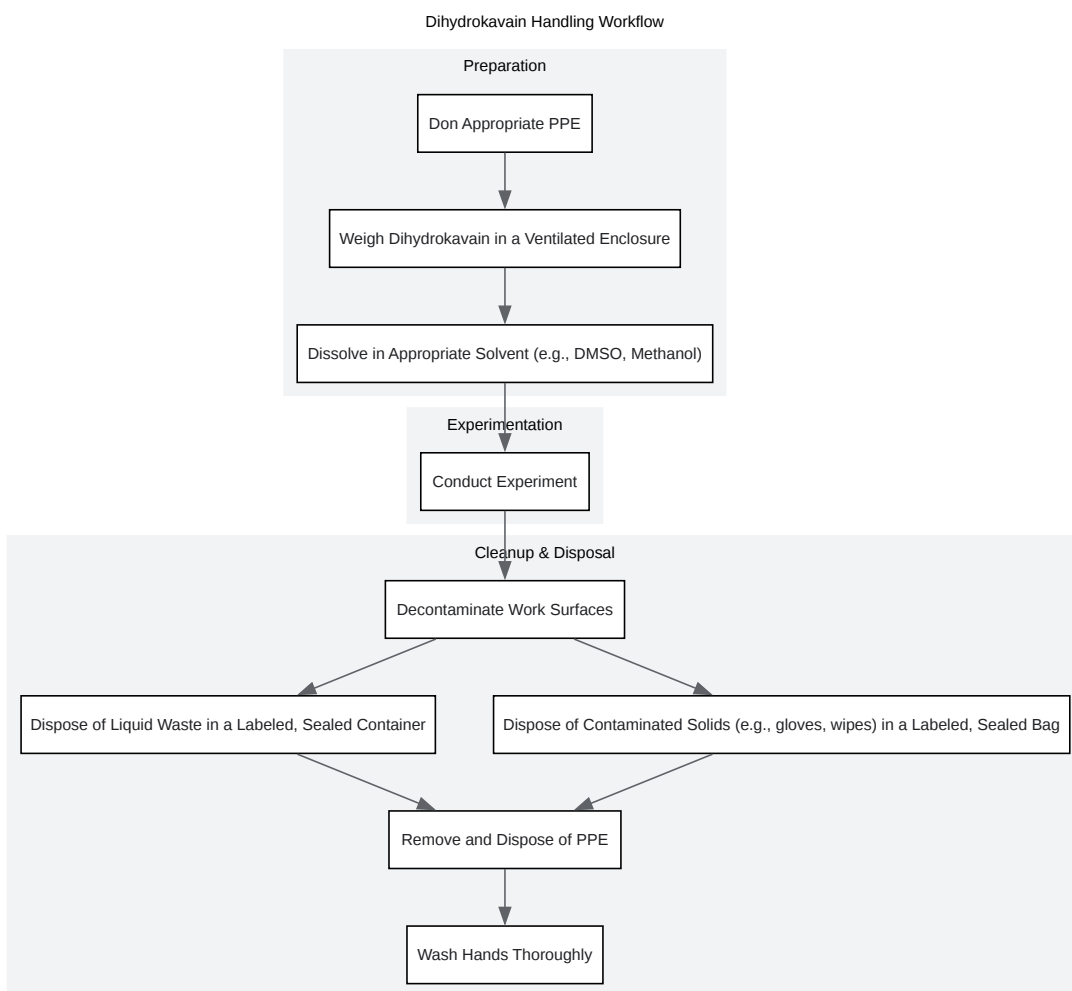 Dihydrokavain Handling Workflow
Preparation
Don Appropriate PPE
Weigh Dihydrokavain in a Ventilated Enclosure
Dissolve in Appropriate Solvent (e.g., DMSO, Methanol)
Experimentation
Conduct Experiment
Cleanup & Disposal
Decontaminate Work Surfaces
Dispose of Liquid Waste in a Labeled, Sealed Container
Dispose of Contaminated Solids (e.g., gloves, wipes) in a Labeled, Sealed Bag
Remove and Dispose of PPE
Wash Hands Thoroughly